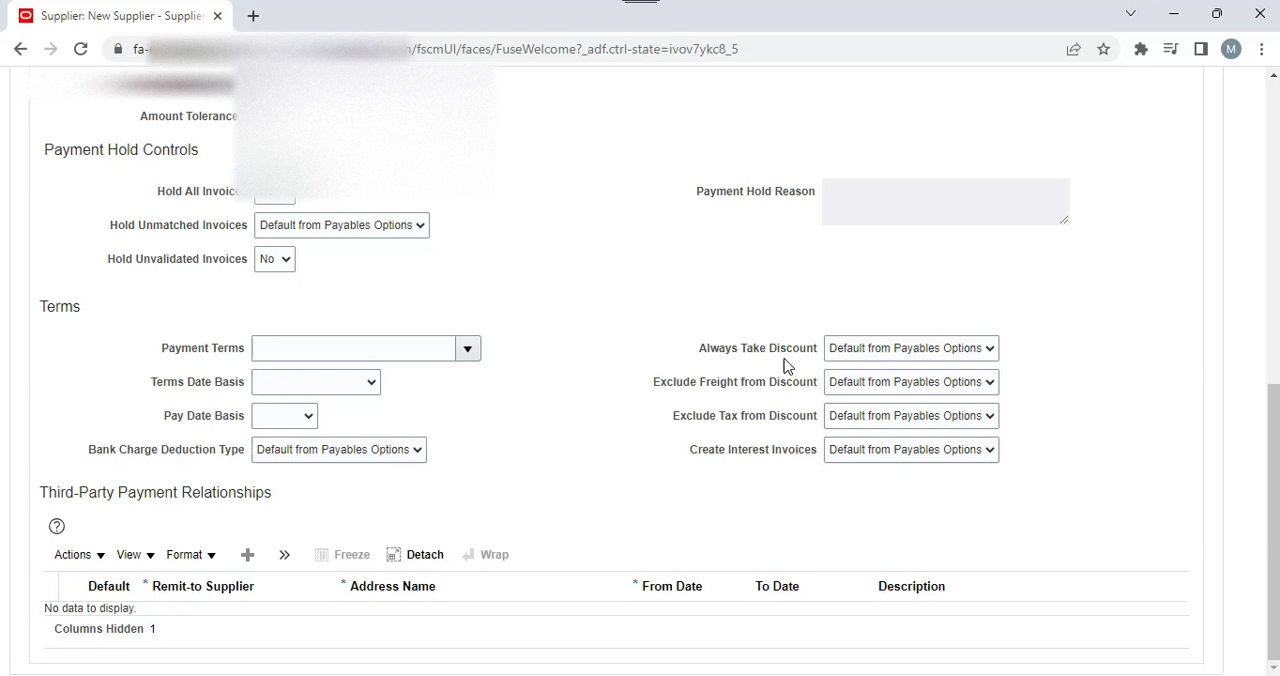 Supplier: New Supplier - Supplier
fa-
/fscmUI/faces/FuseWelcome?_adf.ctrl-state=ivov7ykc8_5
M
Amount Tolerance
Payment Hold Controls
Hold All Invoic
Payment Hold Reason
Hold Unmatched Invoices Default from Payables Options
Hold Unvalidated Invoices No
Terms
Payment Terms
Always Take Discount Default from Payables Options
Terms Date Basis
Exclude Freight from Discount Default from Payables Options
Pay Date Basis
Exclude Tax from Discount Default from Payables Options
Bank Charge Deduction Type Default from Payables Options
Create Interest Invoices Default from Payables Options
Third-Party Payment Relationships
Actions View Format Freeze Detach Wrap
Default * Remit-to Supplier * Address Name * From Date To Date Description
No data to display.
Columns Hidden 1